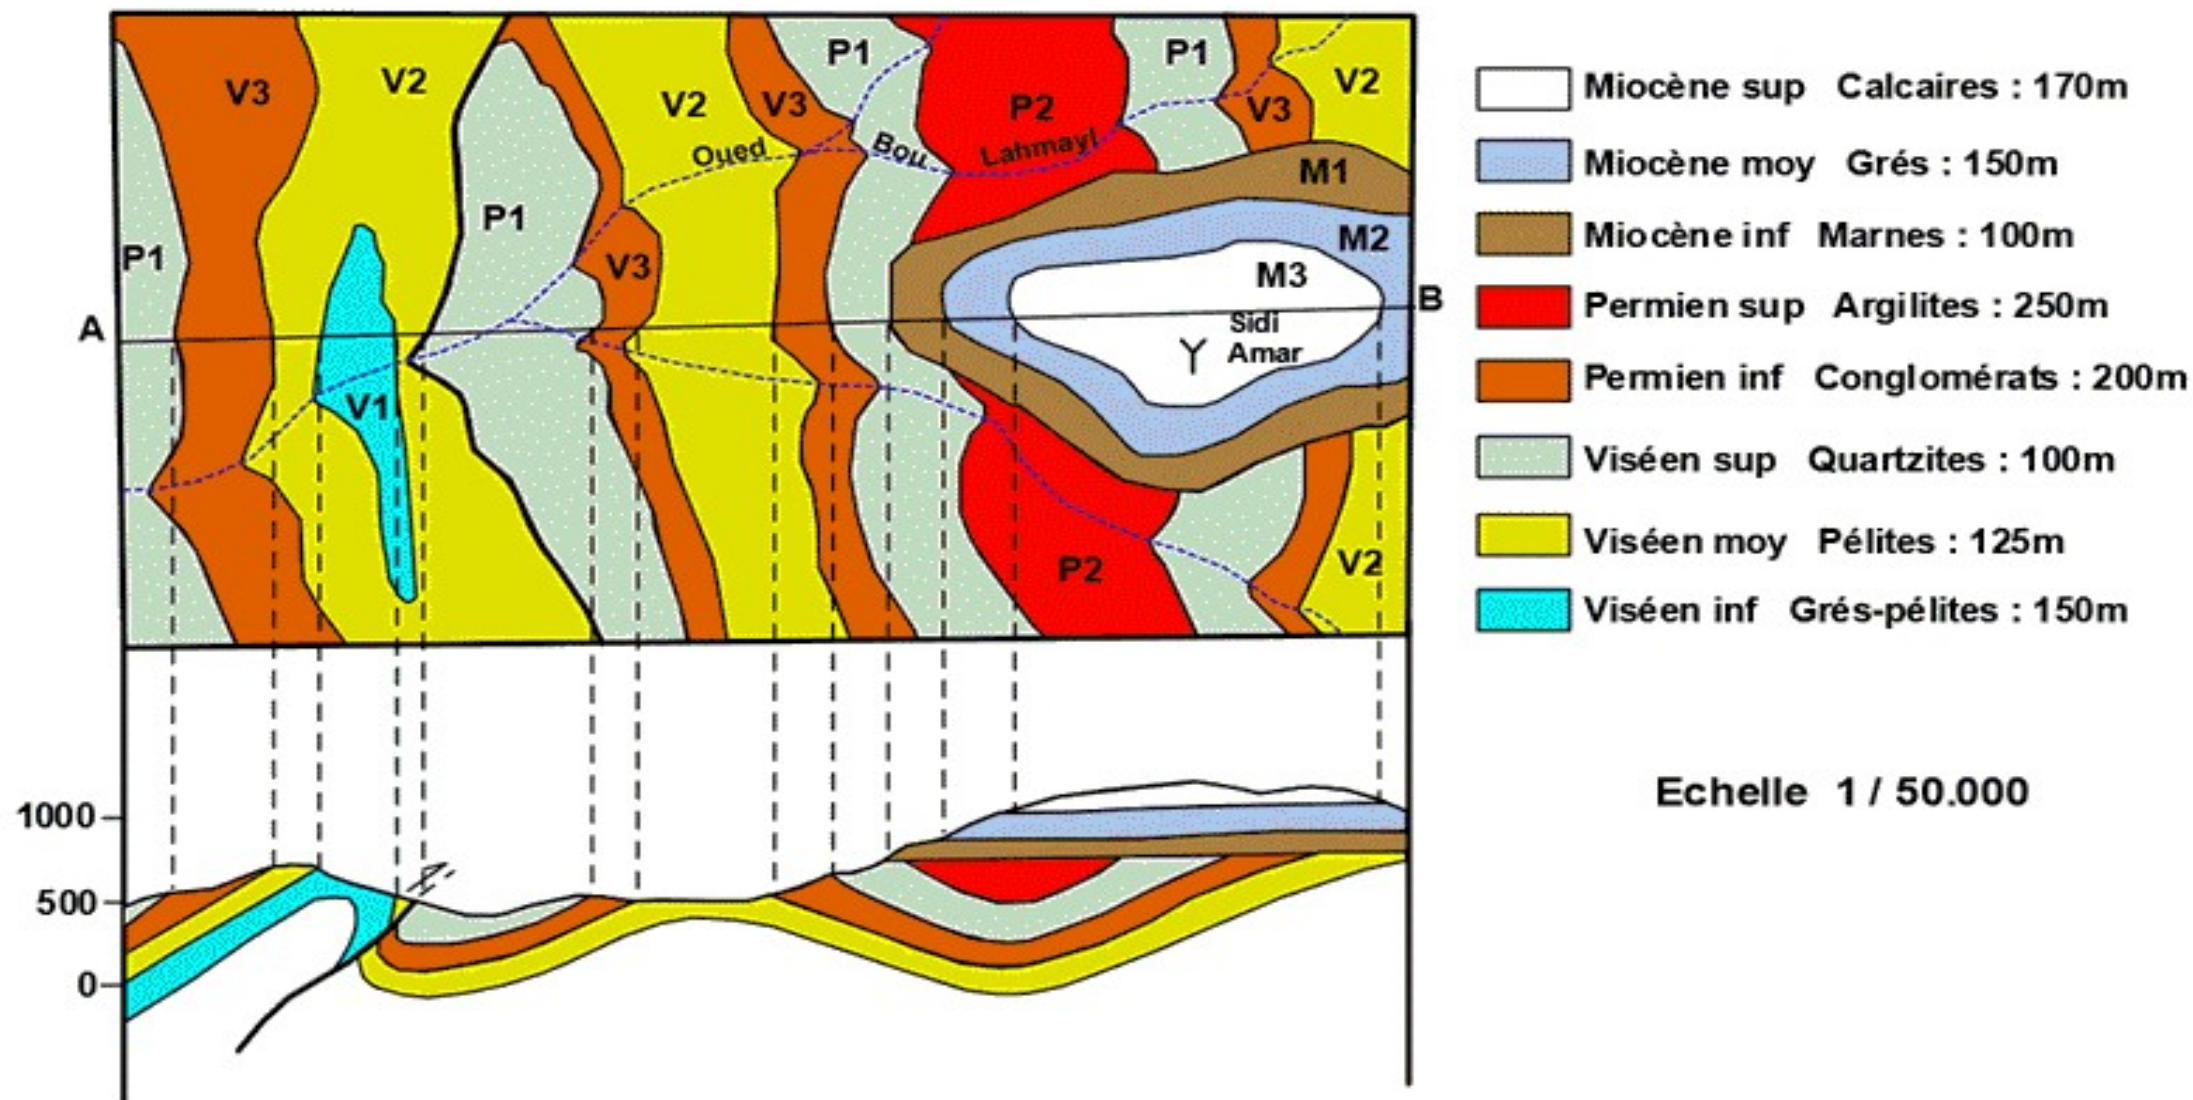 P1
V3
V2
P1
V2
V3
P1
P2
P1
V3
V2
Oued Bou Lahmayl
M1
M2
M3
P1
V3
A
B
Sidi
Amar
V1
P2
V2
Miocène sup Calcaires : 170m
Miocène moy Grés : 150m
Miocène inf Marnes : 100m
Permien sup Argilites : 250m
Permien inf Conglomérats : 200m
Viséen sup Quartzites : 100m
Viséen moy Pélites : 125m
Viséen inf Grés-pélites : 150m
1000
500
0
Echelle 1 / 50.000